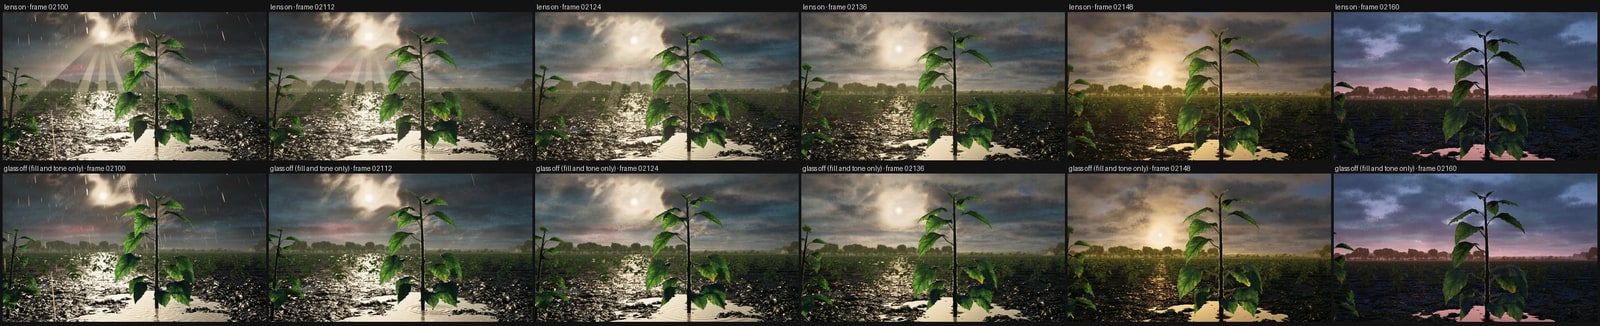 lens on · frame 02100
lens on · frame 02112
lens on · frame 02124
lens on · frame 02136
lens on · frame 02148
lens on · frame 02160
glass off (fill and tone only) · frame 02100
glass off (fill and tone only) · frame 02112
glass off (fill and tone only) · frame 02124
glass off (fill and tone only) · frame 02136
glass off (fill and tone only) · frame 02148
glass off (fill and tone only) · frame 02160